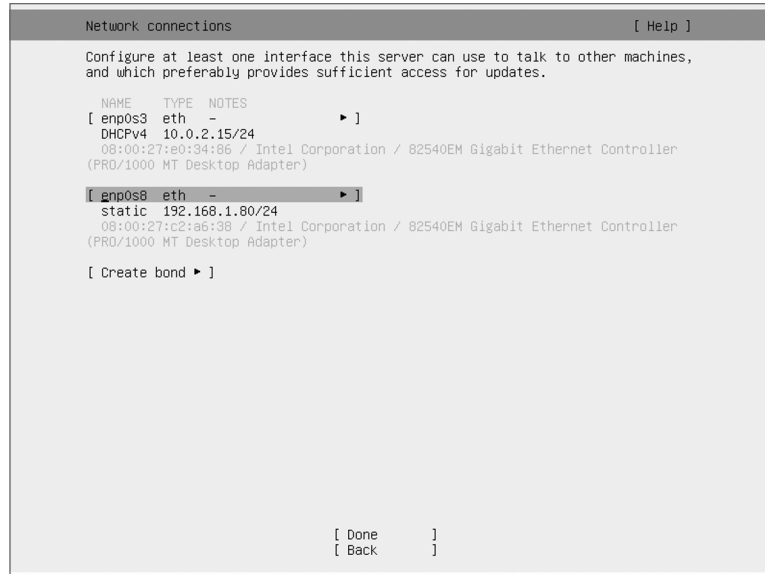 Network connections [ Help ]
Configure at least one interface this server can use to talk to other machines,
and which preferably provides sufficient access for updates.
NAME TYPE NOTES
[ enp0s3 eth - ▸ ]
DHCPv4 10.0.2.15/24
08:00:27:e0:34:86 / Intel Corporation / 82540EM Gigabit Ethernet Controller
(PRO/1000 MT Desktop Adapter)
[ enp0s8 eth - ▸ ]
static 192.168.1.80/24
08:00:27:c2:a6:38 / Intel Corporation / 82540EM Gigabit Ethernet Controller
(PRO/1000 MT Desktop Adapter)
[ Create bond ▸ ]
[ Done ]
[ Back ]